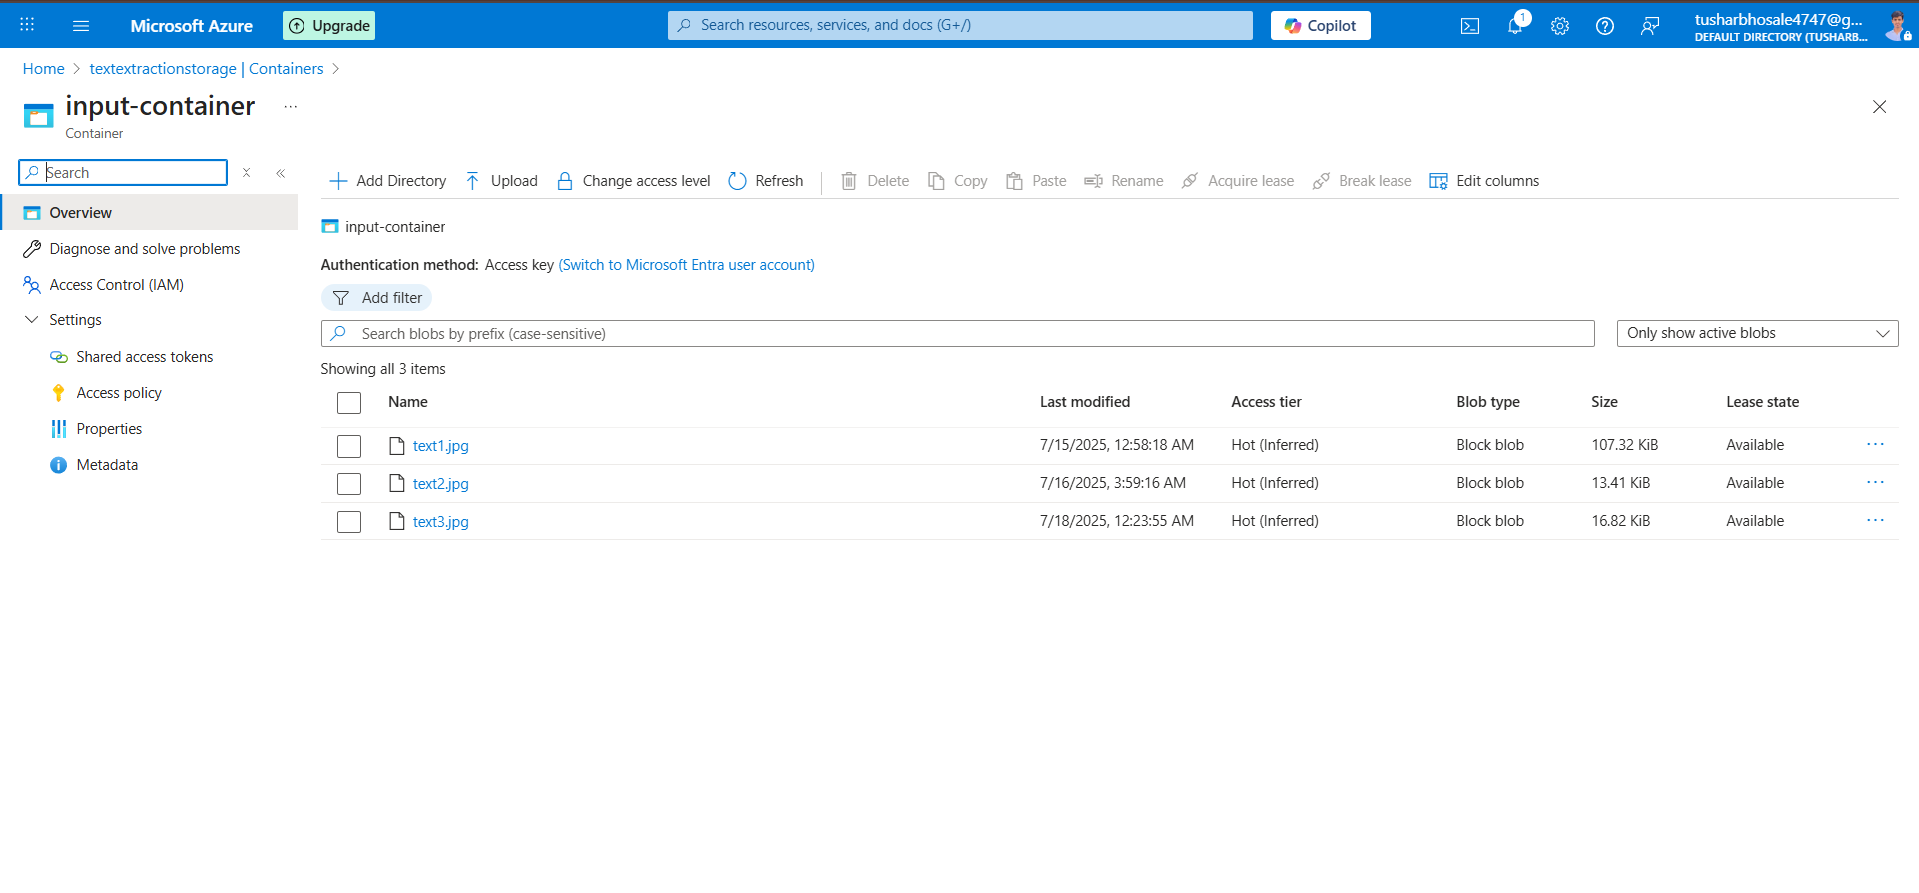 Microsoft Azure
Upgrade
Search resources, services, and docs (G+/)
Copilot
1
tusharbhosale4747@g...
DEFAULT DIRECTORY (TUSHARB...
Home > textextractionstorage | Containers >
input-container ...
Container
Search
Overview
Diagnose and solve problems
Access Control (IAM)
Settings
Shared access tokens
Access policy
Properties
Metadata
Add Directory Upload Change access level Refresh Delete Copy Paste Rename Acquire lease Break lease Edit columns
input-container
Authentication method: Access key (Switch to Microsoft Entra user account)
Add filter
Search blobs by prefix (case-sensitive)
Only show active blobs
Showing all 3 items
Name Last modified Access tier Blob type Size Lease state
text1.jpg 7/15/2025, 12:58:18 AM Hot (Inferred) Block blob 107.32 KiB Available ...
text2.jpg 7/16/2025, 3:59:16 AM Hot (Inferred) Block blob 13.41 KiB Available ...
text3.jpg 7/18/2025, 12:23:55 AM Hot (Inferred) Block blob 16.82 KiB Available ...